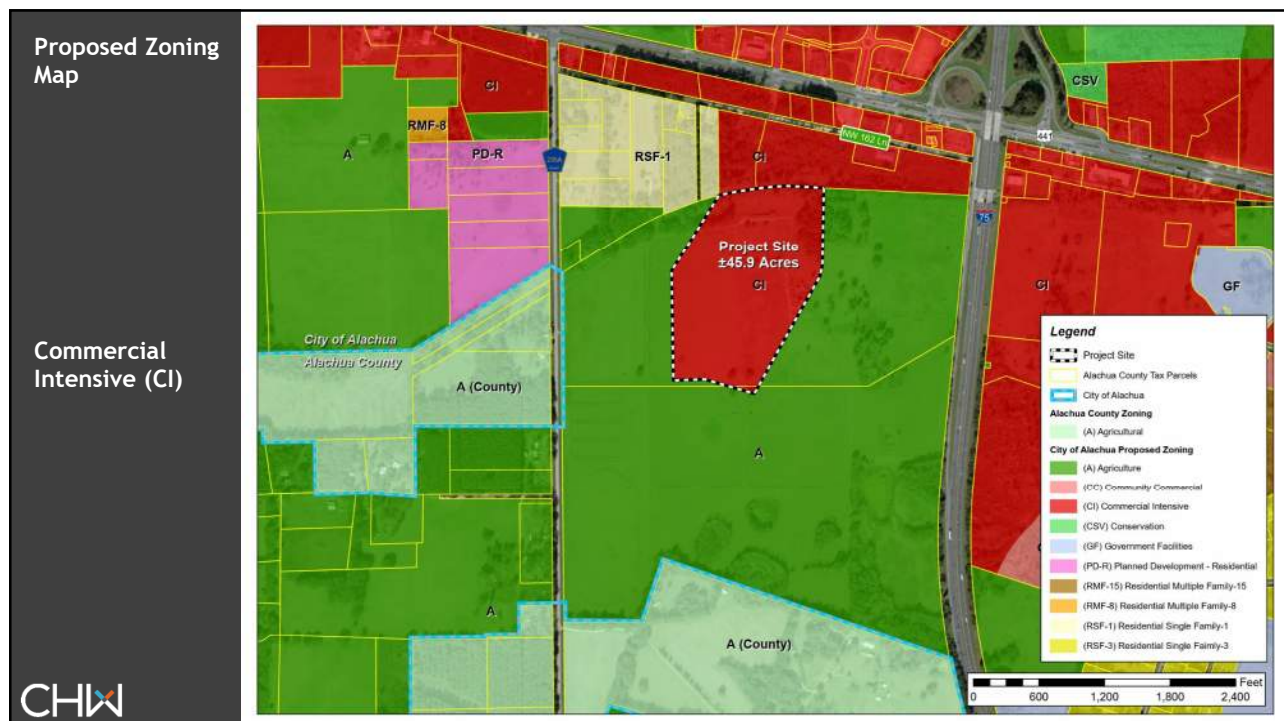 Proposed Zoning
Map
Commercial
Intensive (CI)
CHW
CI
CSV
RMF-8
A
PD-R
235A
RSF-1
CI
NW 162 Ln
441
75
Project Site
±45.9 Acres
CI
CI
GF
City of Alachua
Alachua County
A (County)
A
A
A (County)
Legend
Project Site
Alachua County Tax Parcels
City of Alachua
Alachua County Zoning
(A) Agricultural
City of Alachua Proposed Zoning
(A) Agriculture
(CC) Community Commercial
(CI) Commercial Intensive
(CSV) Conservation
(GF) Government Facilities
(PD-R) Planned Development - Residential
(RMF-15) Residential Multiple Family-15
(RMF-8) Residential Multiple Family-8
(RSF-1) Residential Single Family-1
(RSF-3) Residential Single Faimly-3
Feet
0 600 1,200 1,800 2,400